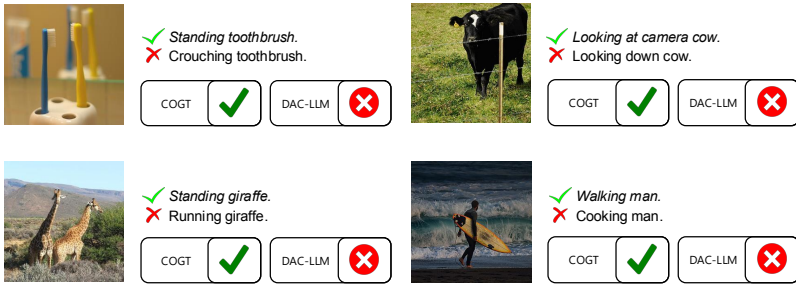 Standing toothbrush.
Crouching toothbrush.
COGT
DAC-LLM
Looking at camera cow.
Looking down cow.
COGT
DAC-LLM
Standing giraffe.
Running giraffe.
COGT
DAC-LLM
Walking man.
Cooking man.
COGT
DAC-LLM